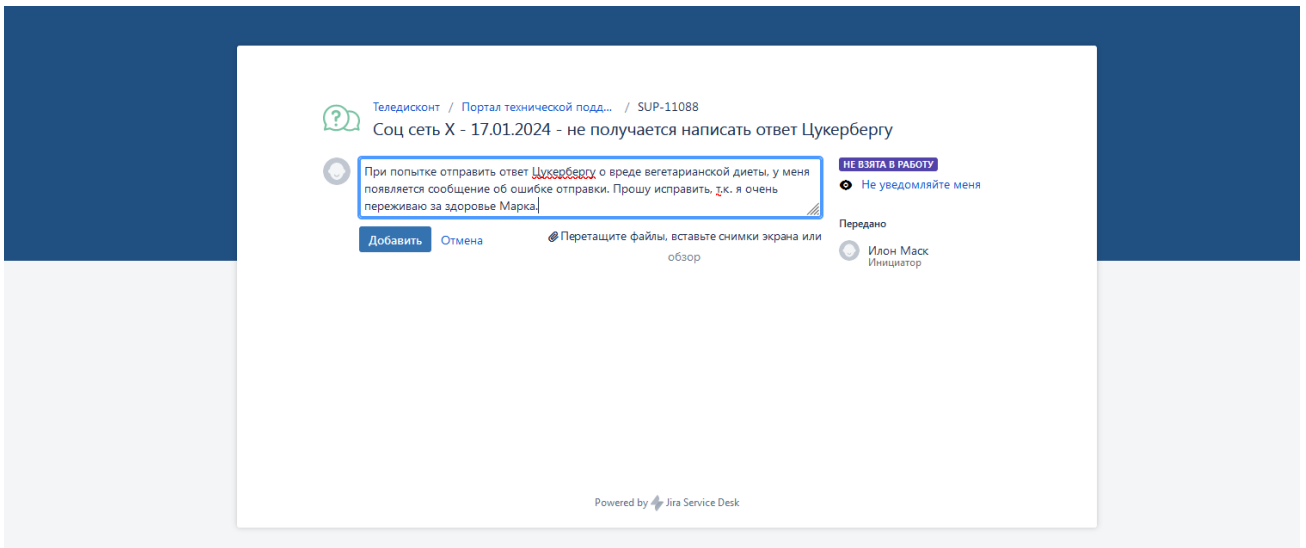 Теледисконт / Портал технической подд... / SUP-11088
Соц сеть X - 17.01.2024 - не получается написать ответ Цукербергу
При попытке отправить ответ Цукербергу о вреде вегетарианской диеты, у меня
появляется сообщение об ошибке отправки. Прошу исправить, т.к. я очень
переживаю за здоровье Марка.
Добавить Отмена
Перетащите файлы, вставьте снимки экрана или
обзор
НЕ ВЗЯТА В РАБОТУ
Не уведомляйте меня
Передано
Илон Маск
Инициатор
Powered by Jira Service Desk